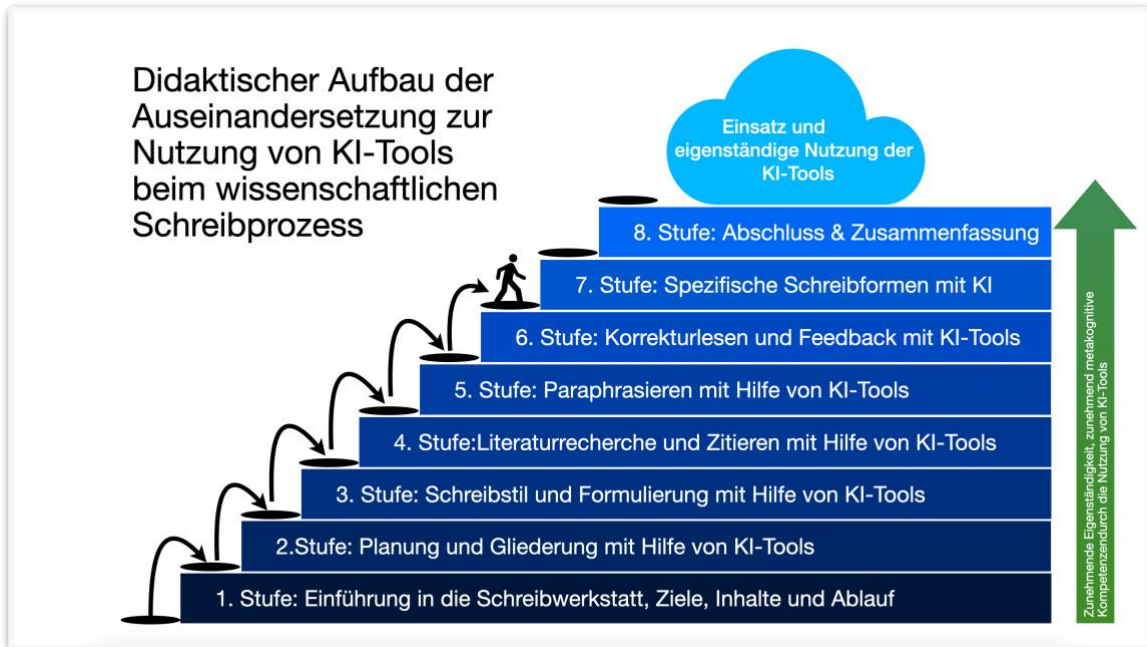 Didaktischer Aufbau der
Auseinandersetzung zur
Nutzung von KI-Tools
beim wissenschaftlichen
Schreibprozess
Einsatz und
eigenständige Nutzung der
KI-Tools
8. Stufe: Abschluss & Zusammenfassung
7. Stufe: Spezifische Schreibformen mit KI
6. Stufe: Korrekturlesen und Feedback mit KI-Tools
5. Stufe: Paraphrasieren mit Hilfe von KI-Tools
4. Stufe:Literaturrecherche und Zitieren mit Hilfe von KI-Tools
3. Stufe: Schreibstil und Formulierung mit Hilfe von KI-Tools
2.Stufe: Planung und Gliederung mit Hilfe von KI-Tools
1. Stufe: Einführung in die Schreibwerkstatt, Ziele, Inhalte und Ablauf
Zunehmende Eigenständigkeit, zunehmend metakognitive
Kompetenzendurch die Nutzung von KI-Tools